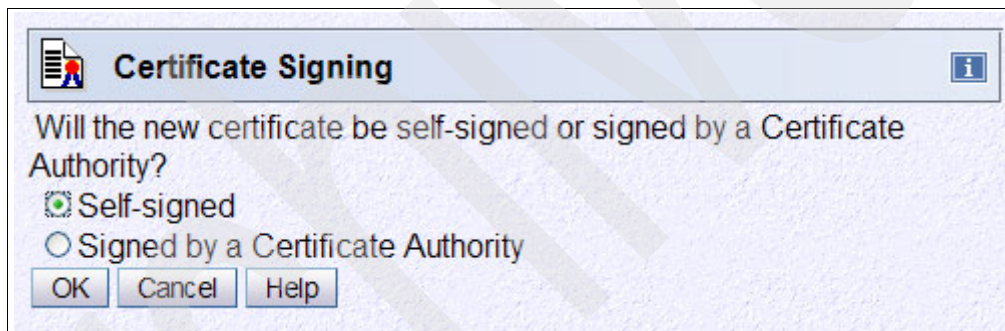 Certificate Signing
i
Will the new certificate be self-signed or signed by a Certificate
Authority?
Self-signed
Signed by a Certificate Authority
OK Cancel Help